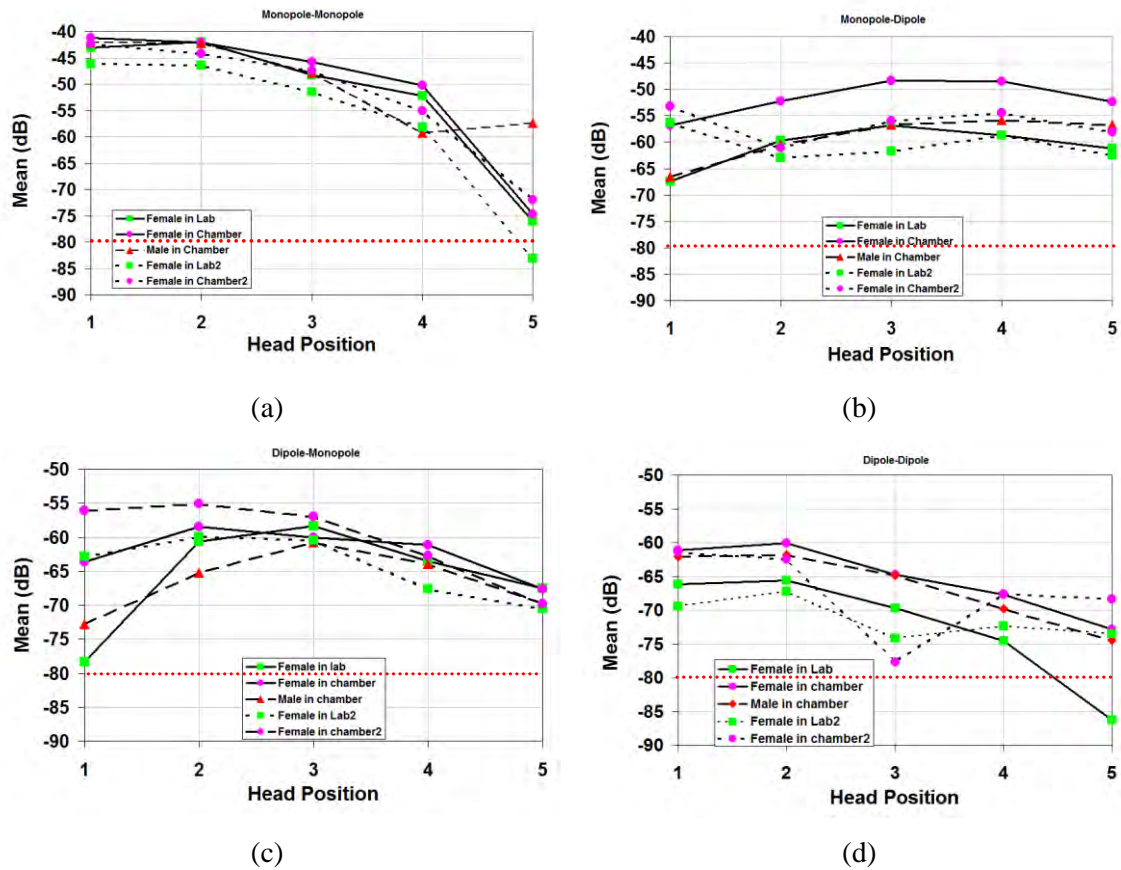 Monopole-Monopole
-40
-45
-50
-55
-60
-65
-70
-75
-80
-85
-90
Mean (dB)
Female in Lab
Female in Chamber
Male in Chamber
Female in Lab2
Female in Chamber2
1 2 3 4 5
Head Position
(a)
Monopole-Dipole
-40
-45
-50
-55
-60
-65
-70
-75
-80
-85
-90
Mean (dB)
Female in Lab
Female in Chamber
Male in Chamber
Female in Lab2
Female in Chamber2
1 2 3 4 5
Head Position
(b)
Dipole-Monopole
-50
-55
-60
-65
-70
-75
-80
-85
-90
Mean (dB)
Female in lab
Female in chamber
Male in chamber
Female in Lab2
Female in chamber2
1 2 3 4 5
Head Position
(c)
Dipole-Dipole
-50
-55
-60
-65
-70
-75
-80
-85
-90
Mean (dB)
Female in Lab
Female in chamber
Male in chamber
Female in Lab2
Female in chamber2
1 2 3 4 5
Head Position
(d)